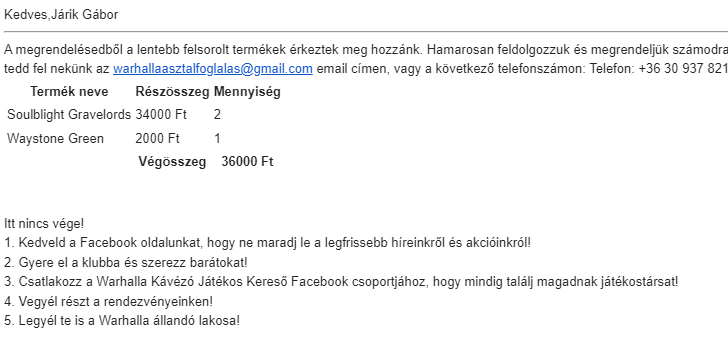 Kedves,Járik Gábor
A megrendelésedből a lentebb felsorolt termékek érkeztek meg hozzánk. Hamarosan feldolgozzuk és megrendeljük számodra
tedd fel nekünk az warhallaasztalfoglalas@gmail.com email címen, vagy a következő telefonszámon: Telefon: +36 30 937 821
Termék neve Részösszeg Mennyiség
Soulblight Gravelords 34000 Ft 2
Waystone Green 2000 Ft 1
Végösszeg 36000 Ft
Itt nincs vége!
1. Kedveld a Facebook oldalunkat, hogy ne maradj le a legfrissebb híreinkről és akcióinkról!
2. Gyere el a klubba és szerezz barátokat!
3. Csatlakozz a Warhalla Kávézó Játékos Kereső Facebook csoportjához, hogy mindig találj magadnak játékostársat!
4. Vegyél részt a rendezvényeinken!
5. Legyél te is a Warhalla állandó lakosa!